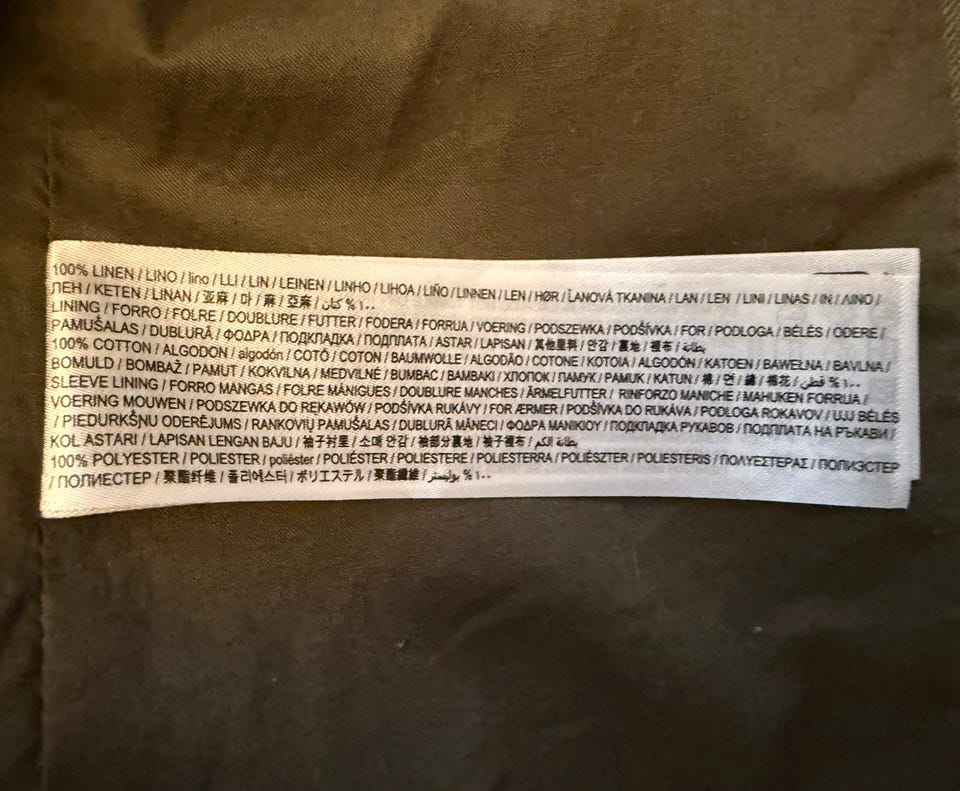 100% LINEN / LINO / lino / LLI / LIN / LEINEN / LINHO / LIHOA / LIÑO / LINNEN / LEN / HØR / ĽANOVÁ TKANINA / LAN / LEN / LINI / LINAS / IN / ΛΙΝΟ /
ЛЕН / KETEN / LINAN / 亚麻 / 마 / 麻 / 亞麻 / كتان %١٠٠
LINING / FORRO / FOLRE / DOUBLURE / FUTTER / FODERA / FORRUA / VOERING / PODSZEWKA / PODŠÍVKA / FOR / PODLOGA / BÉLÉS / ODERE /
PAMUŠALAS / DUBLURĂ / ΦΟΔΡΑ / ПОДКЛАДКА / ПОДПЛАТА / ASTAR / LAPISAN / 其他里料 / 안감 / 裏地 / 裡布 / بطانة
100% COTTON / ALGODON / algodón / COTÓ / COTON / BAUMWOLLE / ALGODÃO / COTONE / KOTOIA / ALGODÓN / KATOEN / BAWEŁNA / BAVLNA /
BOMULD / BOMBAŽ / PAMUT / KOKVILNA / MEDVILNĖ / BUMBAC / BAMBAKI / ХЛОПОК / ПАМУК / PAMUK / KATUN / 棉 / 면 / 綿 / 棉花 / قطن %١٠٠
SLEEVE LINING / FORRO MANGAS / FOLRE MÀNIGUES / DOUBLURE MANCHES / ÄRMELFUTTER / RINFORZO MANICHE / MAHUKEN FORRUA /
VOERING MOUWEN / PODSZEWKA DO RĘKAWÓW / PODŠÍVKA RUKÁVY / FOR ÆRMER / PODŠÍVKA DO RUKÁVA / PODLOGA ROKAVOV / UJJ BÉLÉS
/ PIEDURKŠŅU ODERĒJUMS / RANKOVIŲ PAMUŠALAS / DUBLURĂ MÂNECI / ΦΟΔΡΑ ΜΑΝΙΚΙΟΥ / ПОДКЛАДКА РУКАВОВ / ПОДПЛАТА НА РЪКАВИ /
KOL ASTARI / LAPISAN LENGAN BAJU / 袖子衬里 / 소매 안감 / 袖部分裏地 / 袖子裡布 / بطانة الكم
100% POLYESTER / POLIESTER / poliéster / POLIÈSTER / POLIESTERE / POLIESTERRA / POLIÉSZTER / POLIESTERIS / ΠΟΛΥΕΣΤΕΡΑΣ / ПОЛИЭСТЕР
/ ПОЛИЕСТЕР / 聚酯纤维 / 폴리에스터 / ポリエステル / 聚酯纖維 / بوليستر %١٠٠